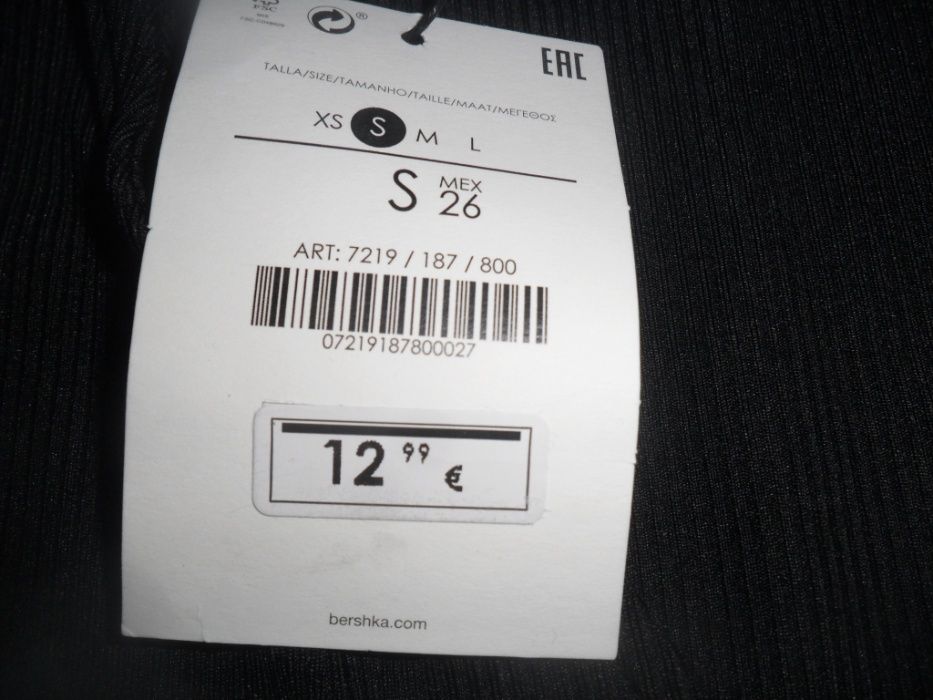 FSC
®
EAC
TALLA/SIZE/TAMANHO/TAILLE/MAAT/ΜΕΓΕΘΟΣ
XS S M L
S MEX 26
ART: 7219 / 187 / 800
07219187800027
12 99 €
bershka.com